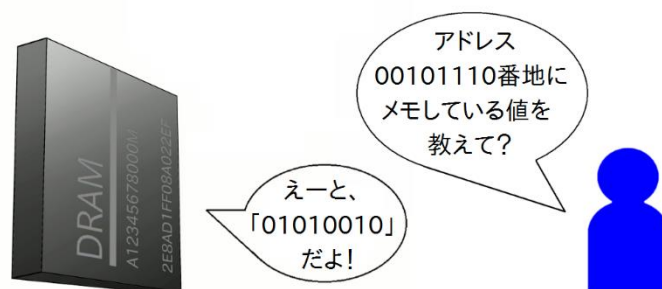 アドレス
00101110番地に
メモしている値を
教えて?
えーと、
「01010010」
だよ!
DRAM
A12345678000M
2E8AD1FF08A022EF